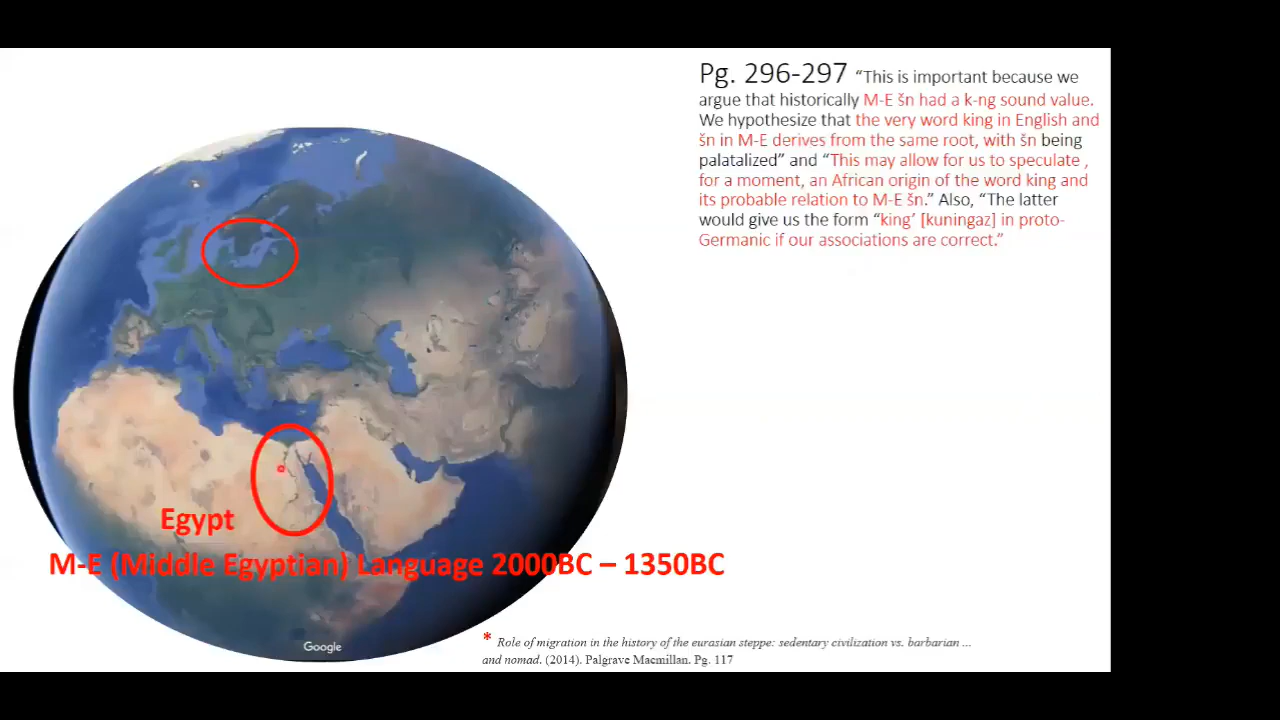 Pg. 296-297 “This is important because we
argue that historically M-E šn had a k-ng sound value.
We hypothesize that the very word king in English and
šn in M-E derives from the same root, with šn being
palatalized” and “This may allow for us to speculate ,
for a moment, an African origin of the word king and
its probable relation to M-E šn.” Also, “The latter
would give us the form “king’ [kuningaz] in proto-
Germanic if our associations are correct.”
Egypt
M-E (Middle Egyptian) Language 2000BC – 1350BC
Google
* Role of migration in the history of the eurasian steppe: sedentary civilization vs. barbarian ...
and nomad. (2014). Palgrave Macmillan. Pg. 117